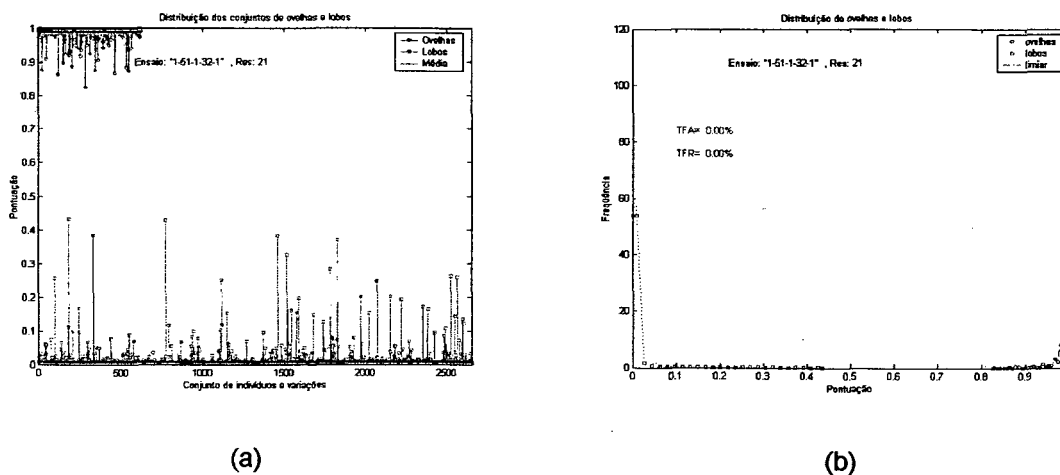 Distribuição dos conjuntos de ovelhas e lobos
1
0.9
0.8
0.7
0.6
0.5
0.4
0.3
0.2
0.1
0
Pontuação
Ensaio: "1-51-1-32-1" , Res: 21
Ovelhas
Lobos
Média
0
500
1000
1500
2000
2500
Conjunto de indivíduos e variações
(a)
Distribuição de ovelhas e lobos
120
100
80
60
40
20
0
Freqüência
Ensaio: "1-51-1-32-1" , Res: 21
TFA= 0.00%
TFR= 0.00%
ovelhas
lobos
limiar
0
0.1
0.2
0.3
0.4
0.5
0.6
0.7
0.8
0.9
Pontuação
(b)